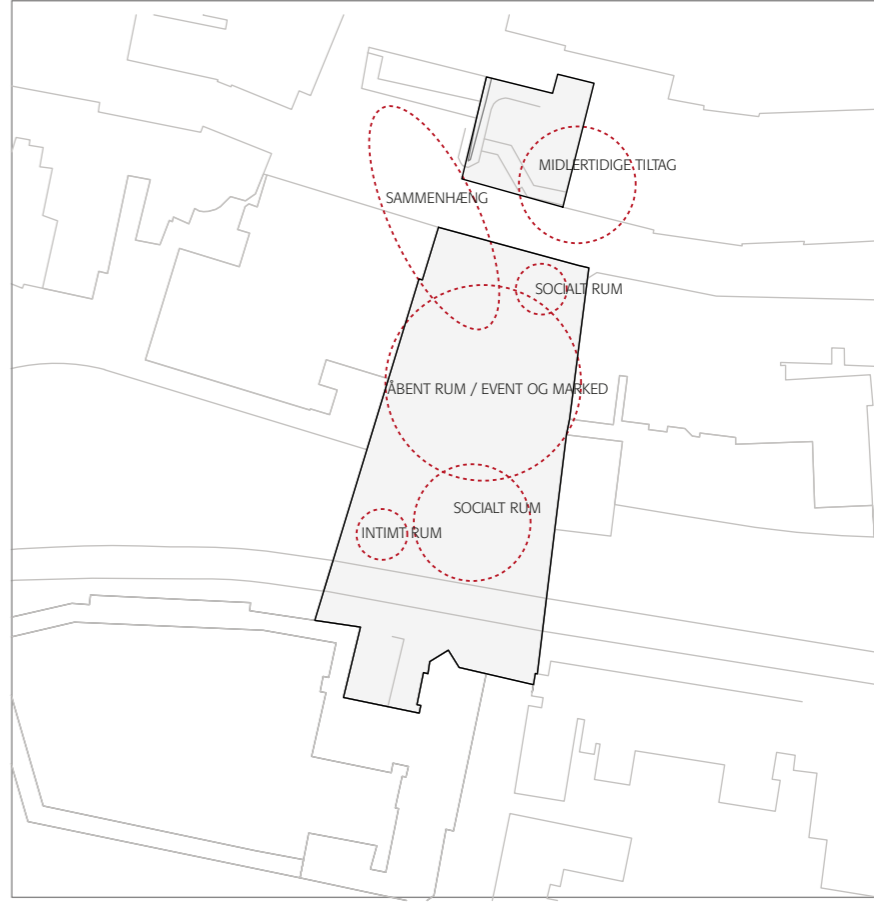 MIDLERTIDIGE TILTAG
SAMMENHÆNG
SOCIALT RUM
ÅBENT RUM / EVENT OG MARKED
SOCIALT RUM
INTIMT RUM